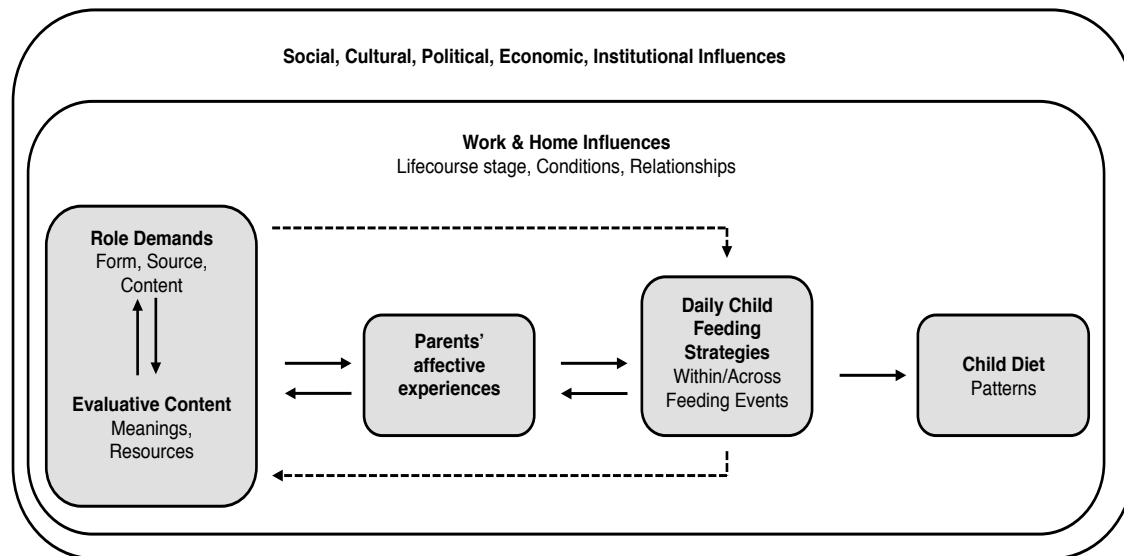 Social, Cultural, Political, Economic, Institutional Influences
Work & Home Influences
Lifecourse stage, Conditions, Relationships
Role Demands
Form, Source,
Content
Evaluative Content
Meanings,
Resources
Parents’
affective
experiences
Daily Child
Feeding
Strategies
Within/Across
Feeding Events
Child Diet
Patterns